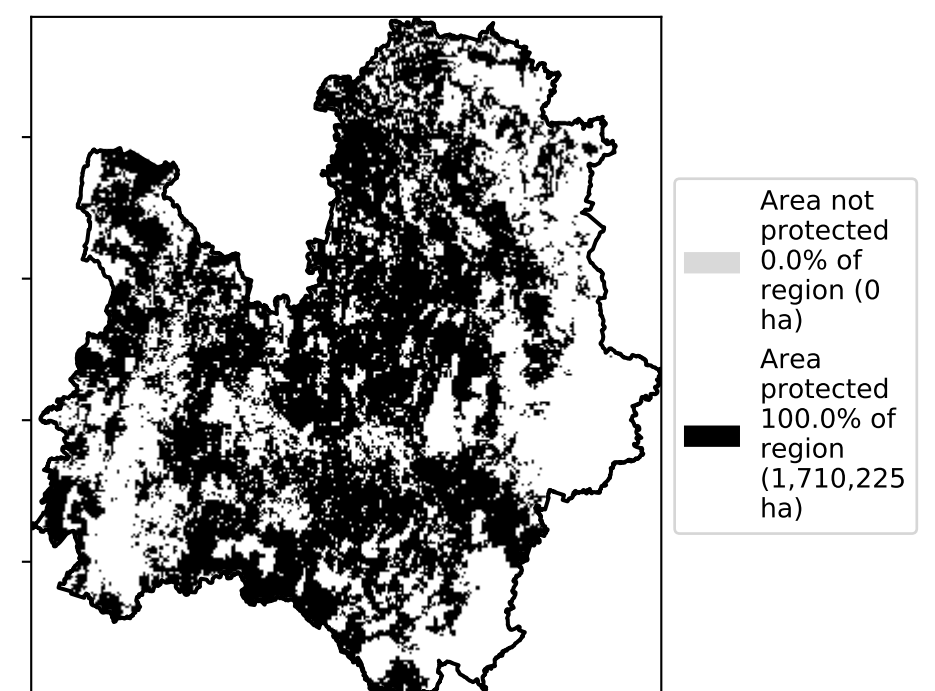 Area not
protected
0.0% of
region (0
ha)
Area
protected
100.0% of
region
(1,710,225
ha)